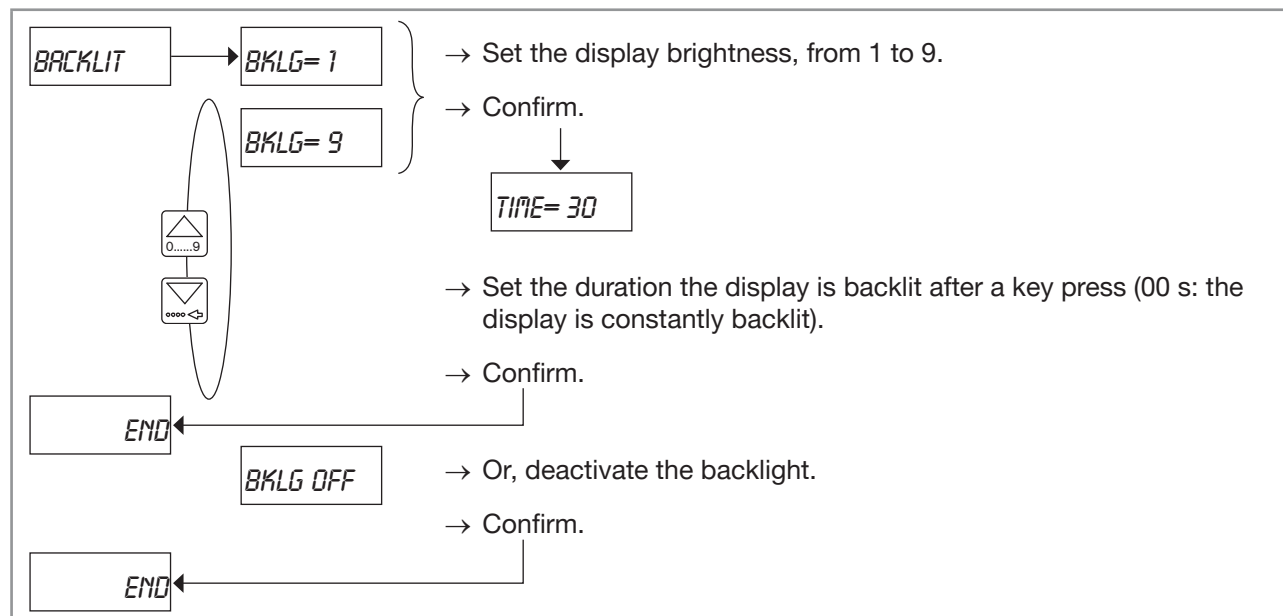 BACKLIT
BKLG= 1
→ Set the display brightness, from 1 to 9.
BKLG= 9
→ Confirm.
TIME= 30
0......9
→ Set the duration the display is backlit after a key press (00 s: the
display is constantly backlit).
→ Confirm.
END
BKLG OFF
→ Or, deactivate the backlight.
→ Confirm.
END